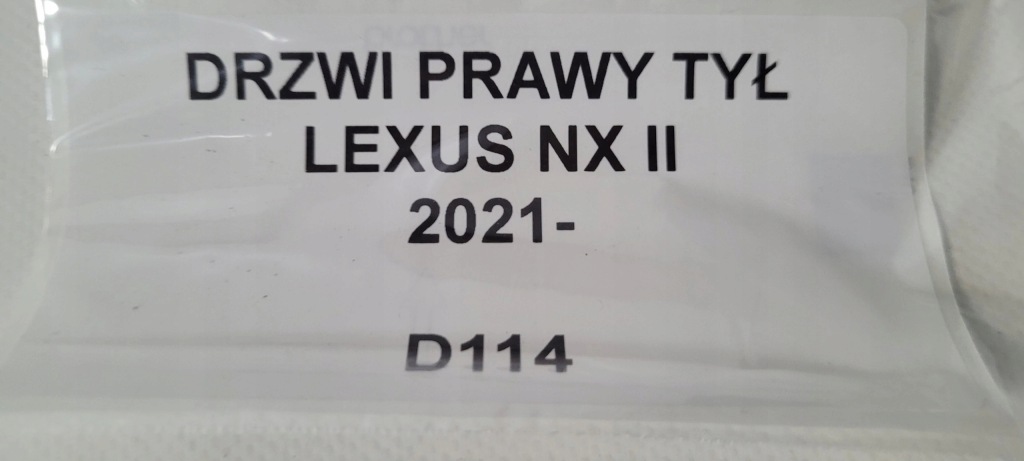 DRZWI PRAWY TYŁ
LEXUS NX II
2021-
D114